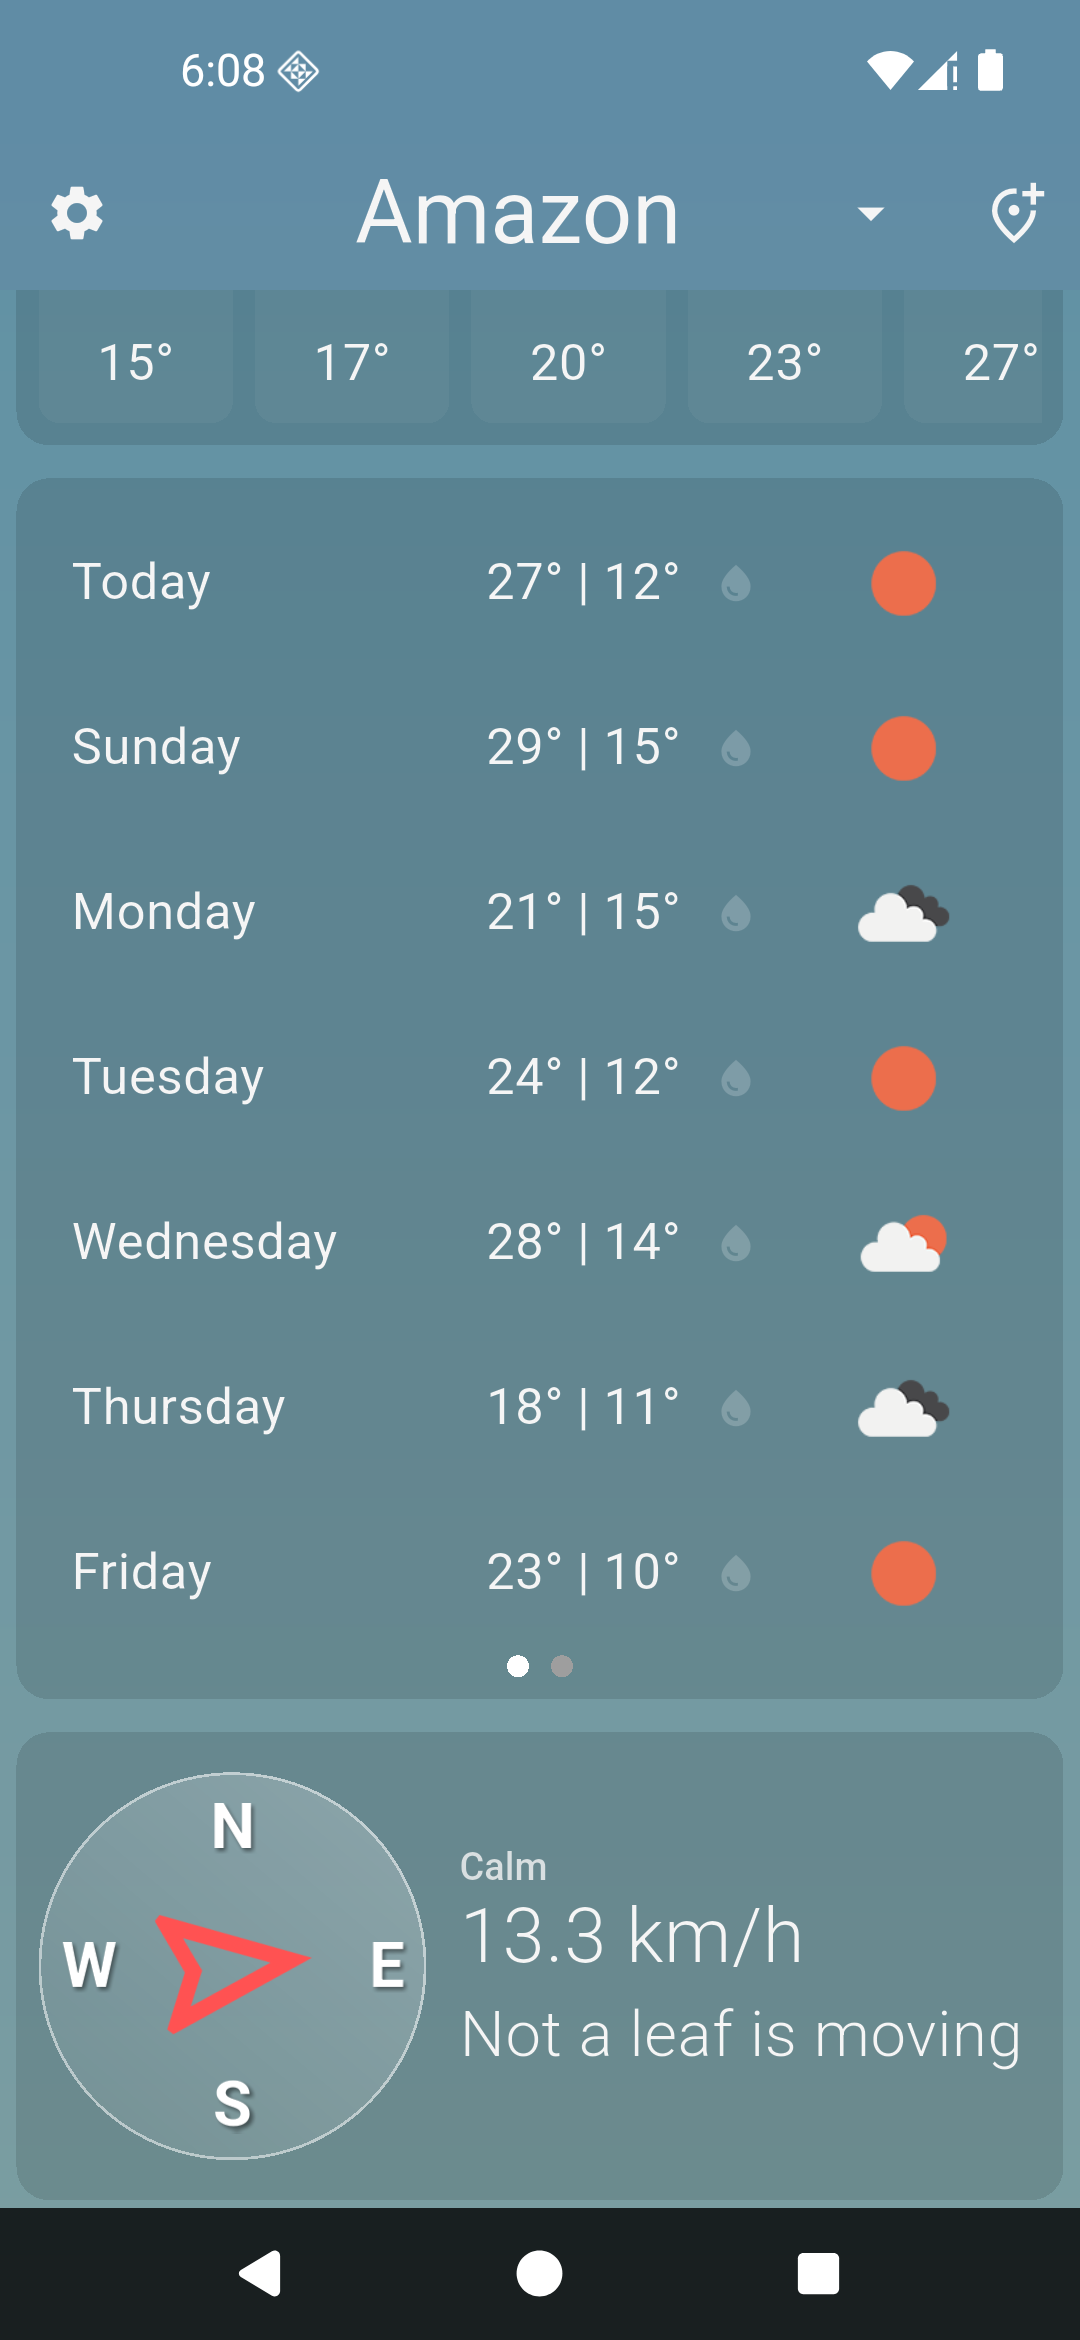 6:08
Amazon
15° 17° 20° 23° 27°
Today 27° | 12°
Sunday 29° | 15°
Monday 21° | 15°
Tuesday 24° | 12°
Wednesday 28° | 14°
Thursday 18° | 11°
Friday 23° | 10°
N
W E
S
Calm
13.3 km/h
Not a leaf is moving